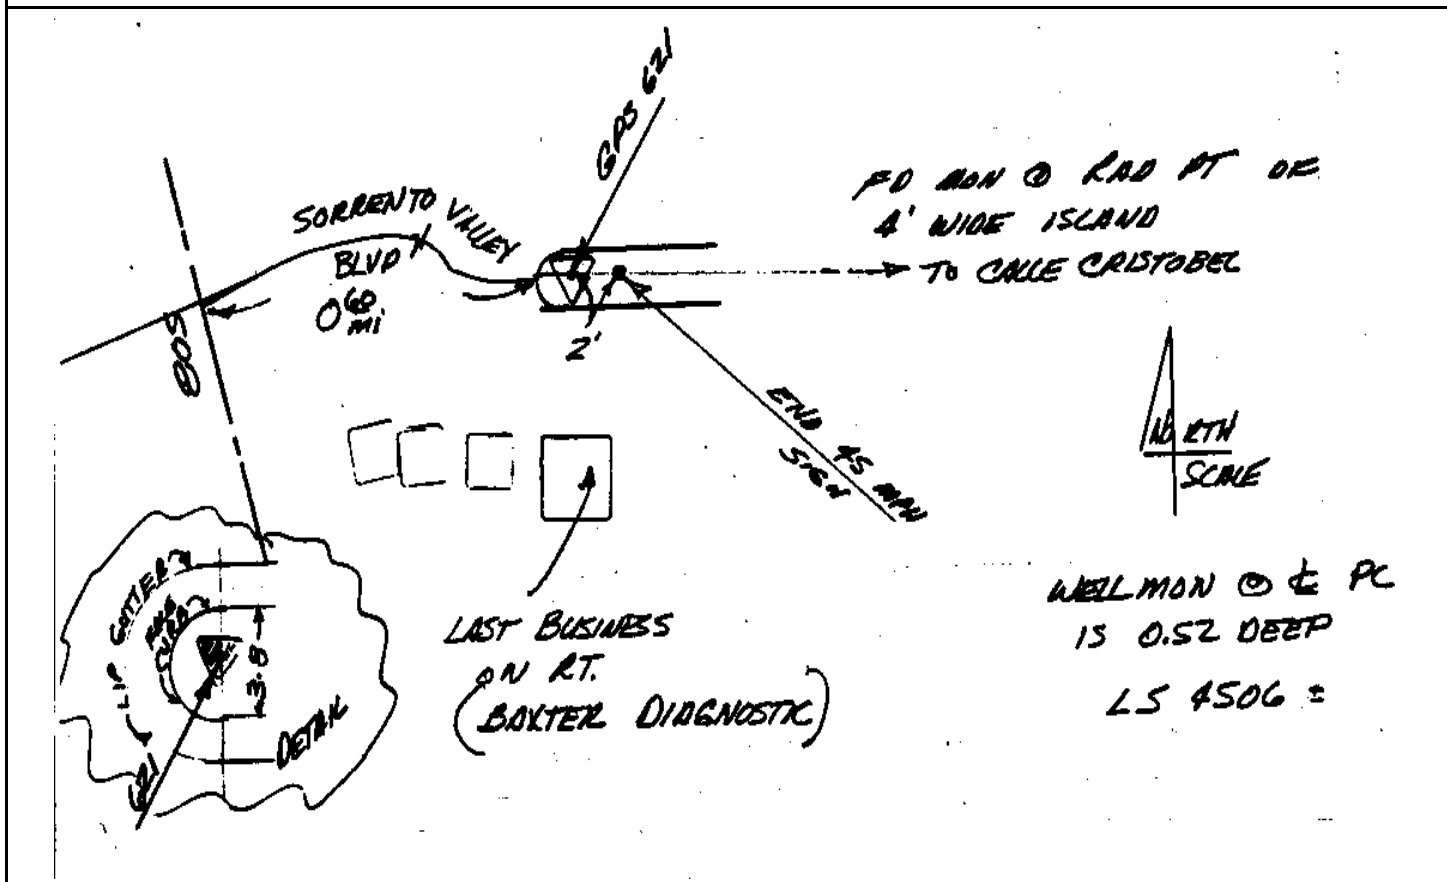 GPS 621
FD MON @ RAD PT OF
4' WIDE ISLAND
TO CALLE CRISTOBEL
SORRENTO VALLEY
BLVD
0.60
mi
805
2'
END 45 MPH
SIGN
NORTH
SCALE
WELL MON @ ℄ PC
IS 0.52 DEEP
LS 4506 ±
LAST BUSINESS
ON RT.
(BAXTER DIAGNOSTIC)
LIP GUTTER
CURB
3.8
DETAIL
621